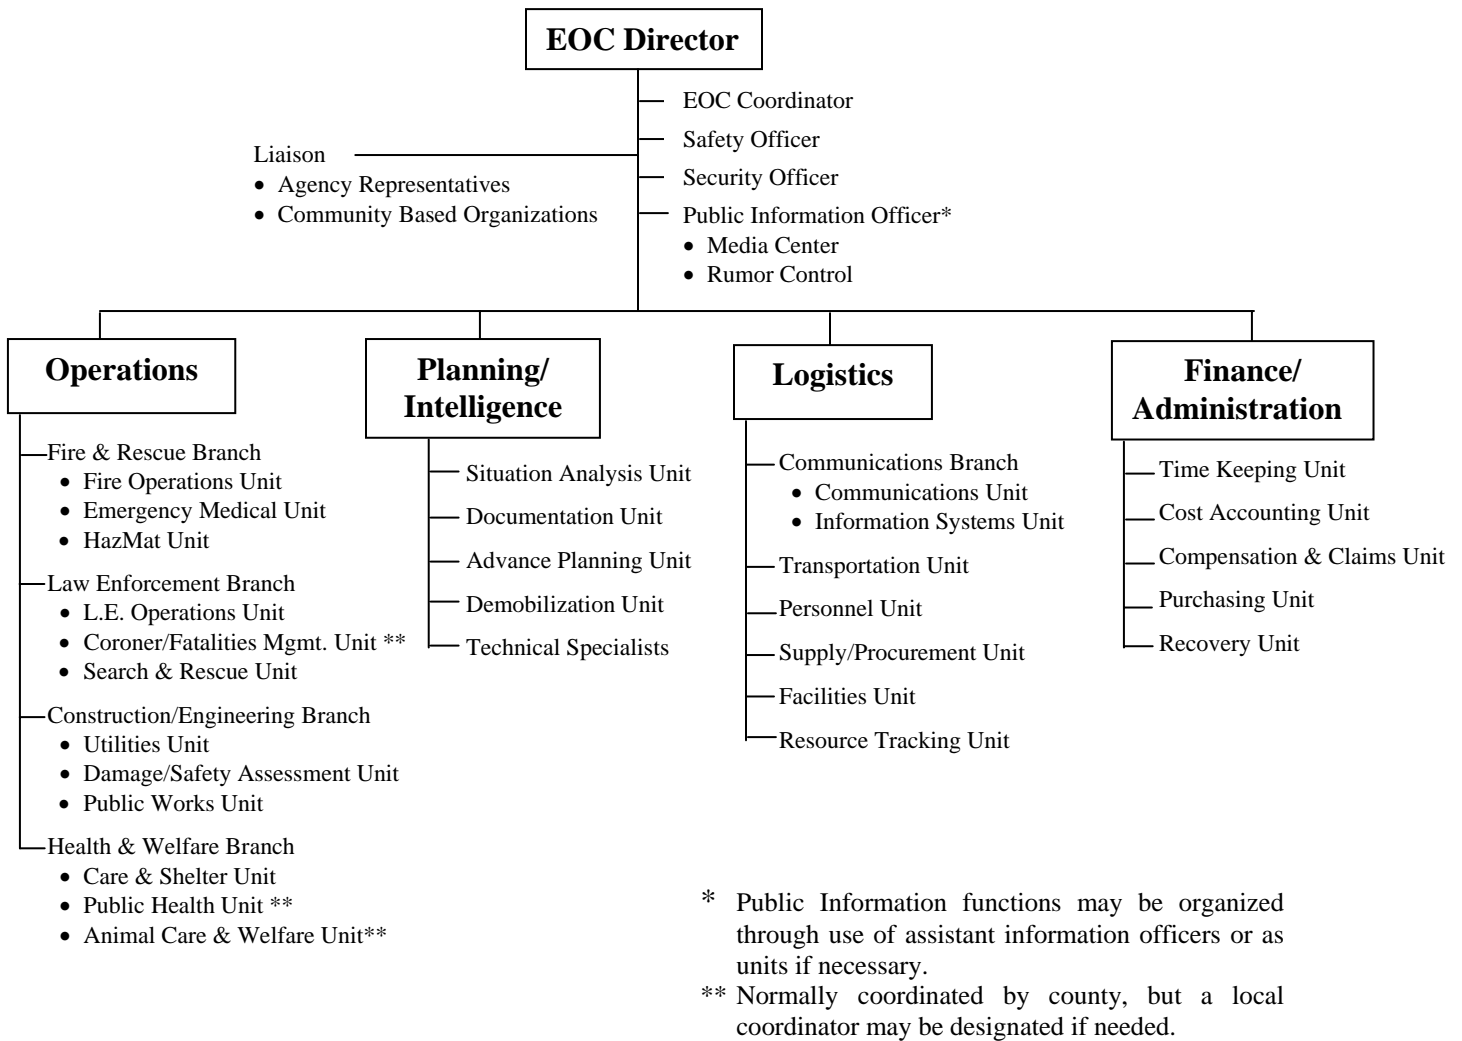 EOC Director
EOC Coordinator
Safety Officer
Liaison
• Agency Representatives
• Community Based Organizations
Security Officer
Public Information Officer*
• Media Center
• Rumor Control
Operations
Fire & Rescue Branch
• Fire Operations Unit
• Emergency Medical Unit
• HazMat Unit
Law Enforcement Branch
• L.E. Operations Unit
• Coroner/Fatalities Mgmt. Unit **
• Search & Rescue Unit
Construction/Engineering Branch
• Utilities Unit
• Damage/Safety Assessment Unit
• Public Works Unit
Health & Welfare Branch
• Care & Shelter Unit
• Public Health Unit **
• Animal Care & Welfare Unit**
Planning/
Intelligence
Situation Analysis Unit
Documentation Unit
Advance Planning Unit
Demobilization Unit
Technical Specialists
Logistics
Communications Branch
• Communications Unit
• Information Systems Unit
Transportation Unit
Personnel Unit
Supply/Procurement Unit
Facilities Unit
Resource Tracking Unit
Finance/
Administration
Time Keeping Unit
Cost Accounting Unit
Compensation & Claims Unit
Purchasing Unit
Recovery Unit
* Public Information functions may be organized
through use of assistant information officers or as
units if necessary.
** Normally coordinated by county, but a local
coordinator may be designated if needed.